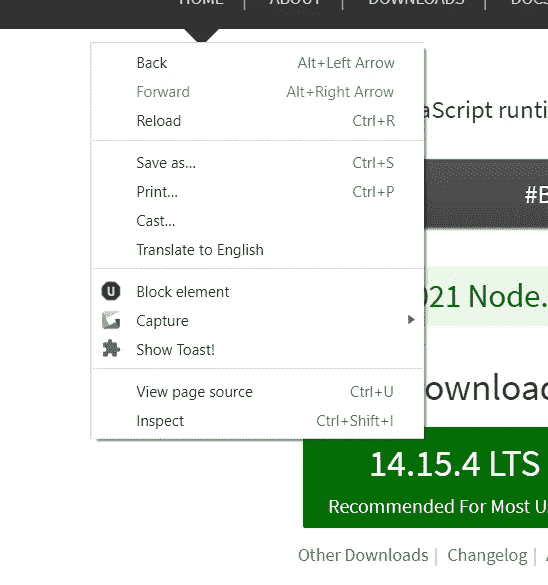 HOME | ABOUT | DOWNLOADS | DOCS
Back Alt+Left Arrow
Forward Alt+Right Arrow
aScript runti
Reload Ctrl+R
Save as... Ctrl+S
Print... Ctrl+P
#B
Cast...
Translate to English
Block element
021 Node.
Capture
Show Toast!
View page source Ctrl+U
ownload
Inspect Ctrl+Shift+I
14.15.4 LTS
Recommended For Most U
Other Downloads | Changelog |